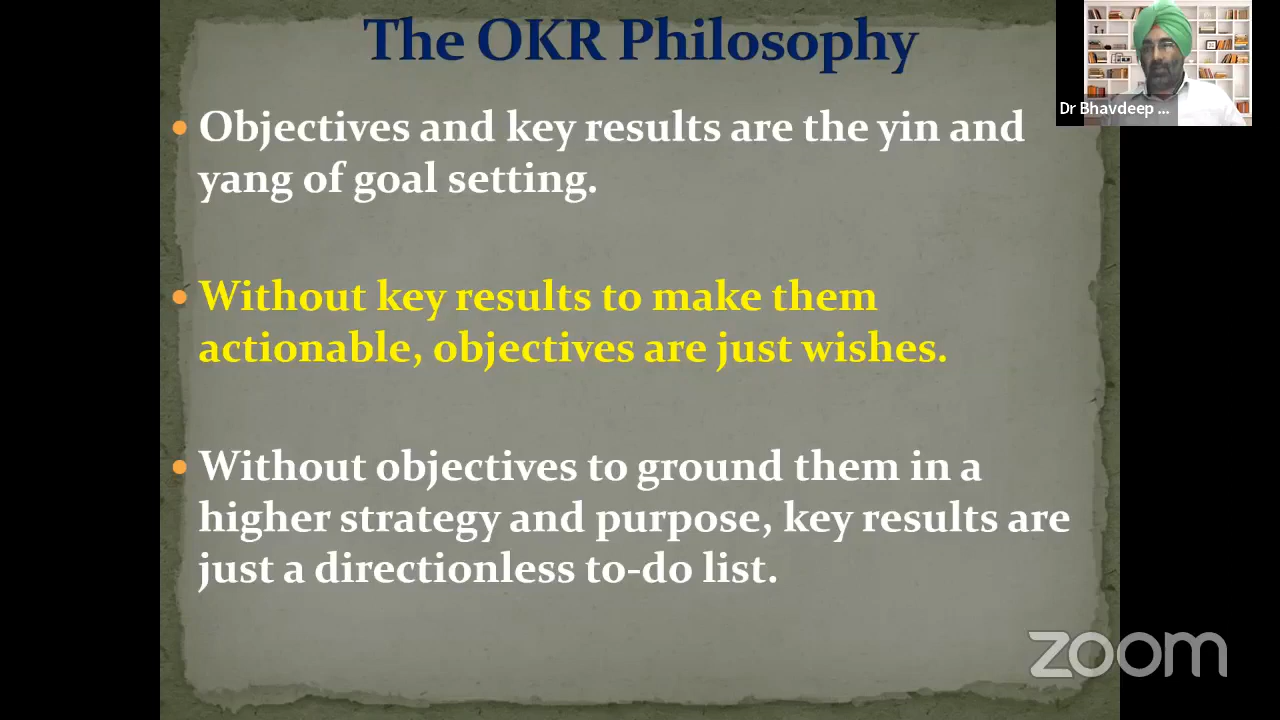 The OKR Philosophy
Dr Bhavdeep ...
• Objectives and key results are the yin and
yang of goal setting.
• Without key results to make them
actionable, objectives are just wishes.
• Without objectives to ground them in a
higher strategy and purpose, key results are
just a directionless to-do list.
zoom